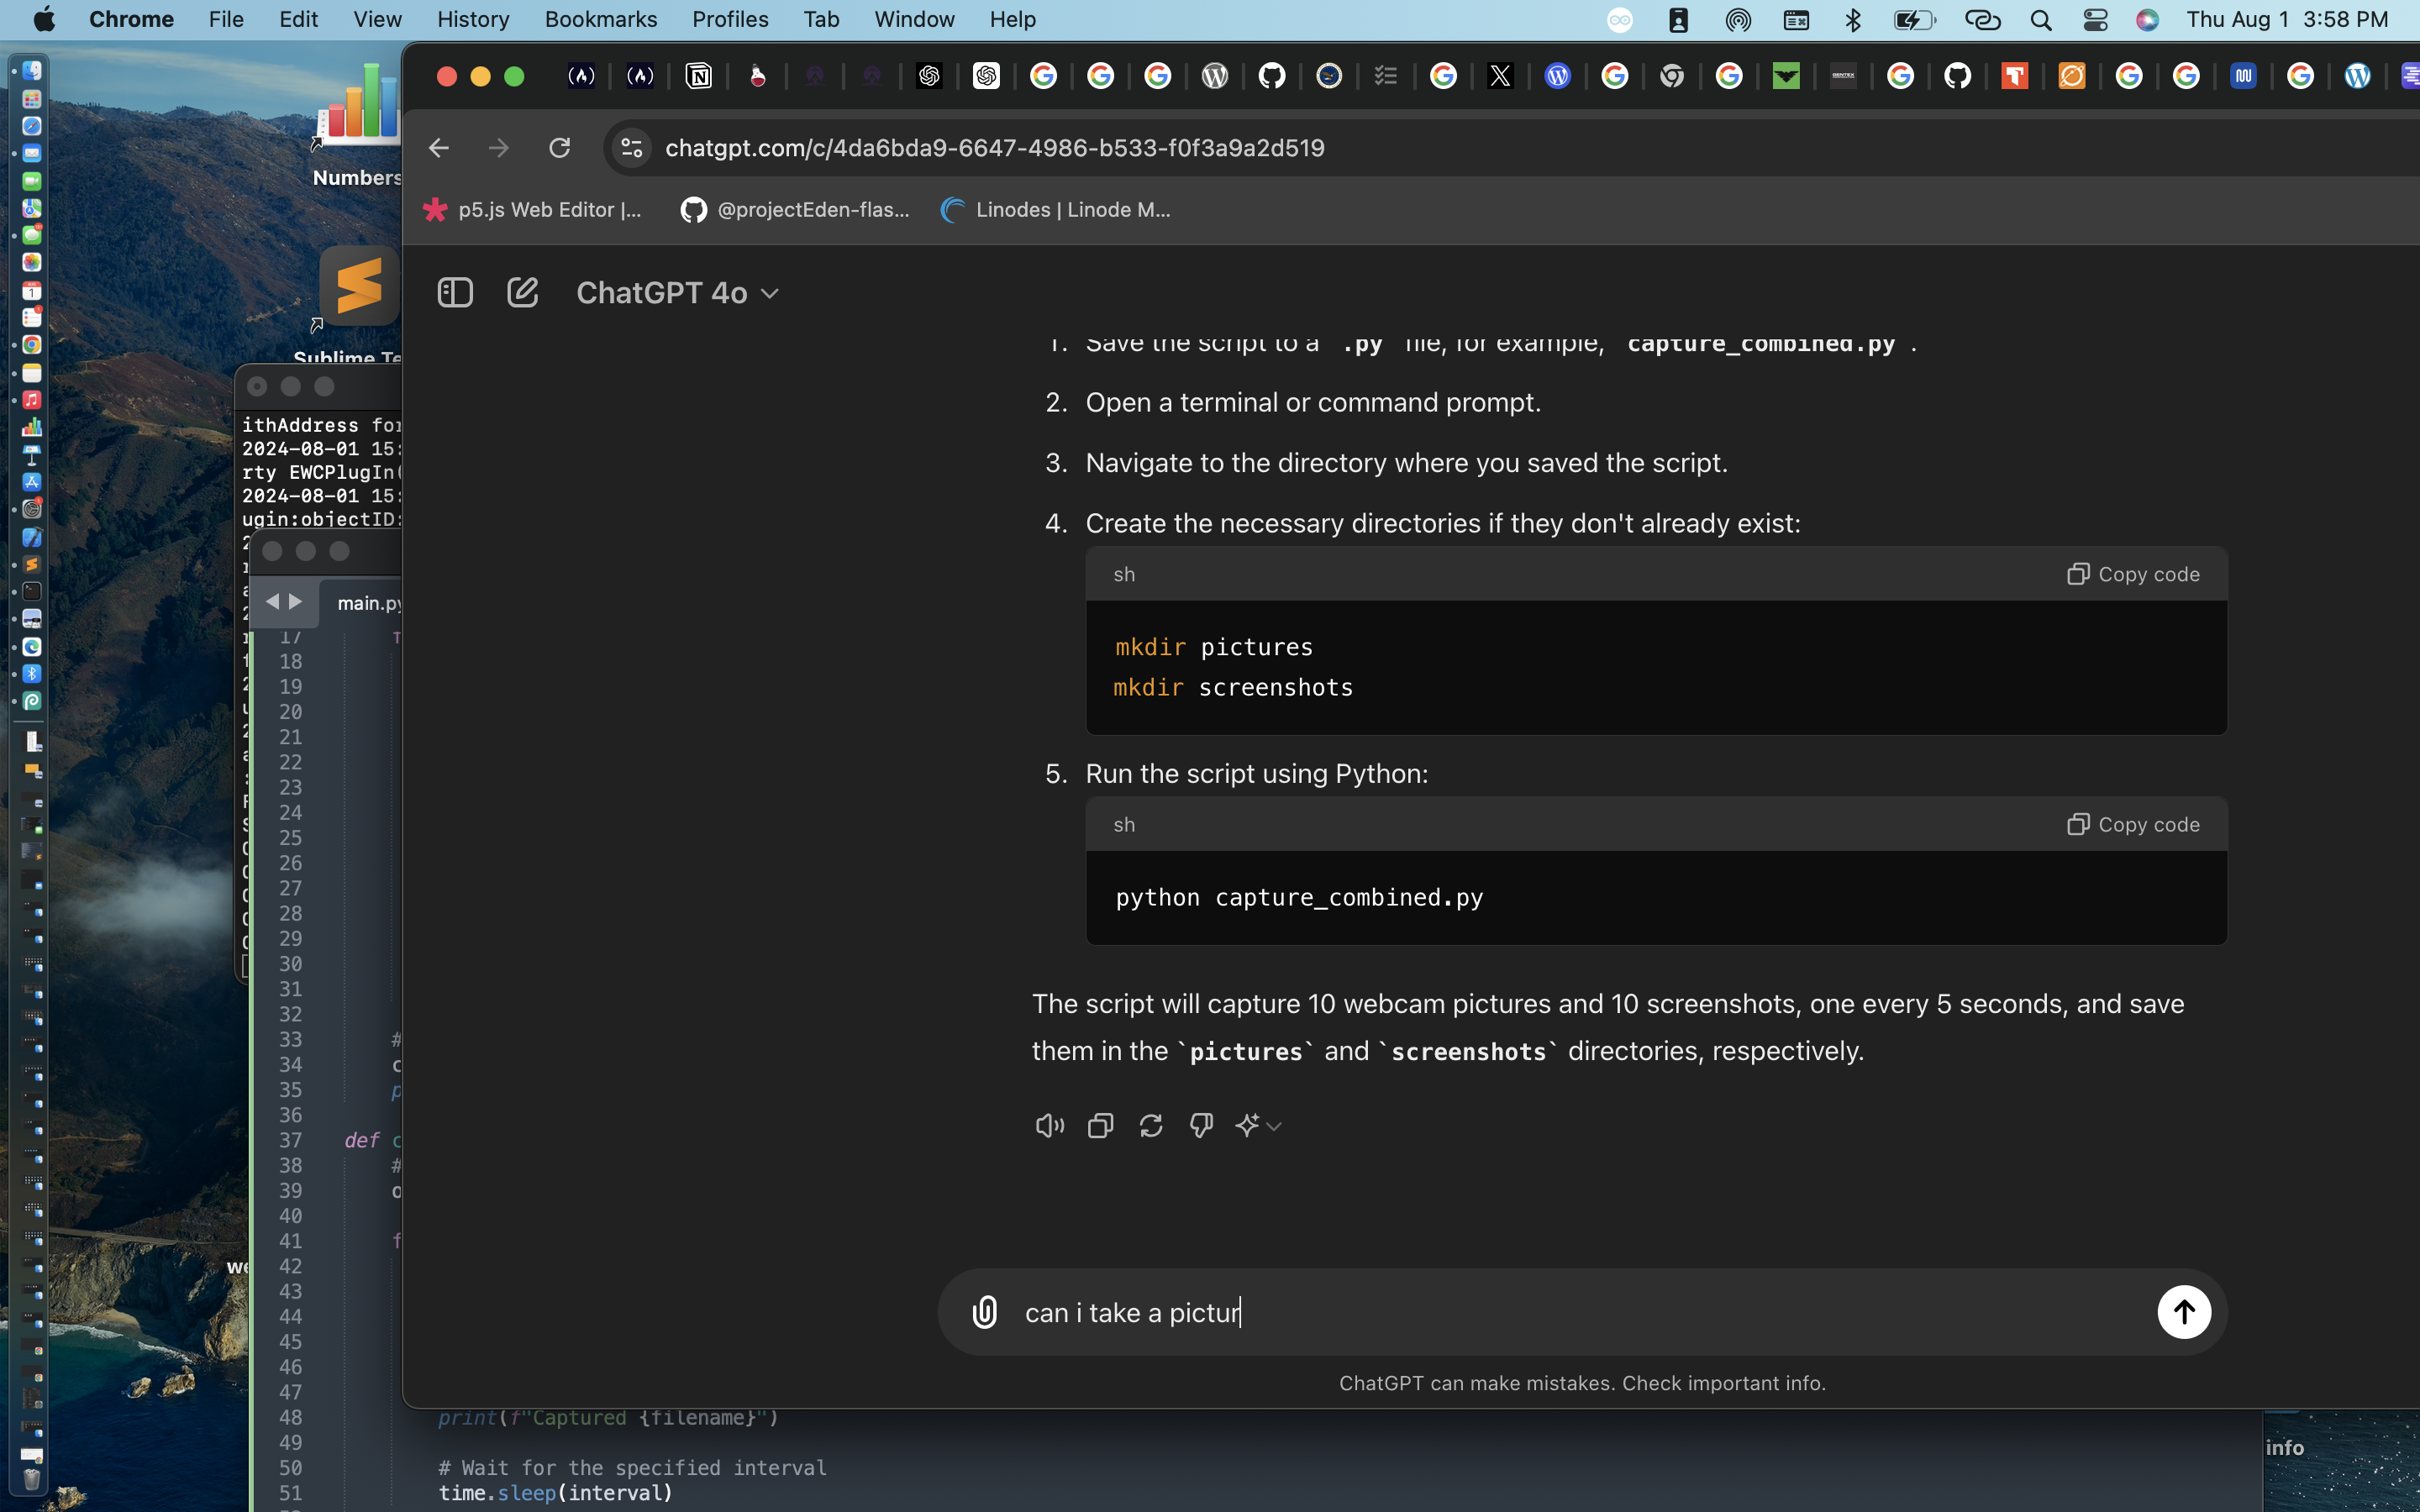 Chrome File Edit View History Bookmarks Profiles Tab Window Help Thu Aug 1 3:58 PM
chatgpt.com/c/4da6bda9-6647-4986-b533-f0f3a9a2d519
p5.js Web Editor |... @projectEden-flas... Linodes | Linode M...
Numbers
Sublime Te
ChatGPT 4o
1. Save the script to a .py file, for example, capture_combined.py .
2. Open a terminal or command prompt.
3. Navigate to the directory where you saved the script.
4. Create the necessary directories if they don't already exist:
sh Copy code
mkdir pictures
mkdir screenshots
5. Run the script using Python:
sh Copy code
python capture_combined.py
The script will capture 10 webcam pictures and 10 screenshots, one every 5 seconds, and save
them in the `pictures` and `screenshots` directories, respectively.
can i take a pictur
ChatGPT can make mistakes. Check important info.
ithAddress for
2024-08-01 15:
rty EWCPlugIn(
2024-08-01 15:
ugin:objectID:
main.py
17
18
19
20
21
22
23
24
25
26
27
28
29
30
31
32
33 #
34 c
35 p
36
37 def c
38 #
39 o
40
41 f
42
43
44
45
46
47
48 print(f"Captured {filename}")
49
50 # Wait for the specified interval
51 time.sleep(interval)
we
info